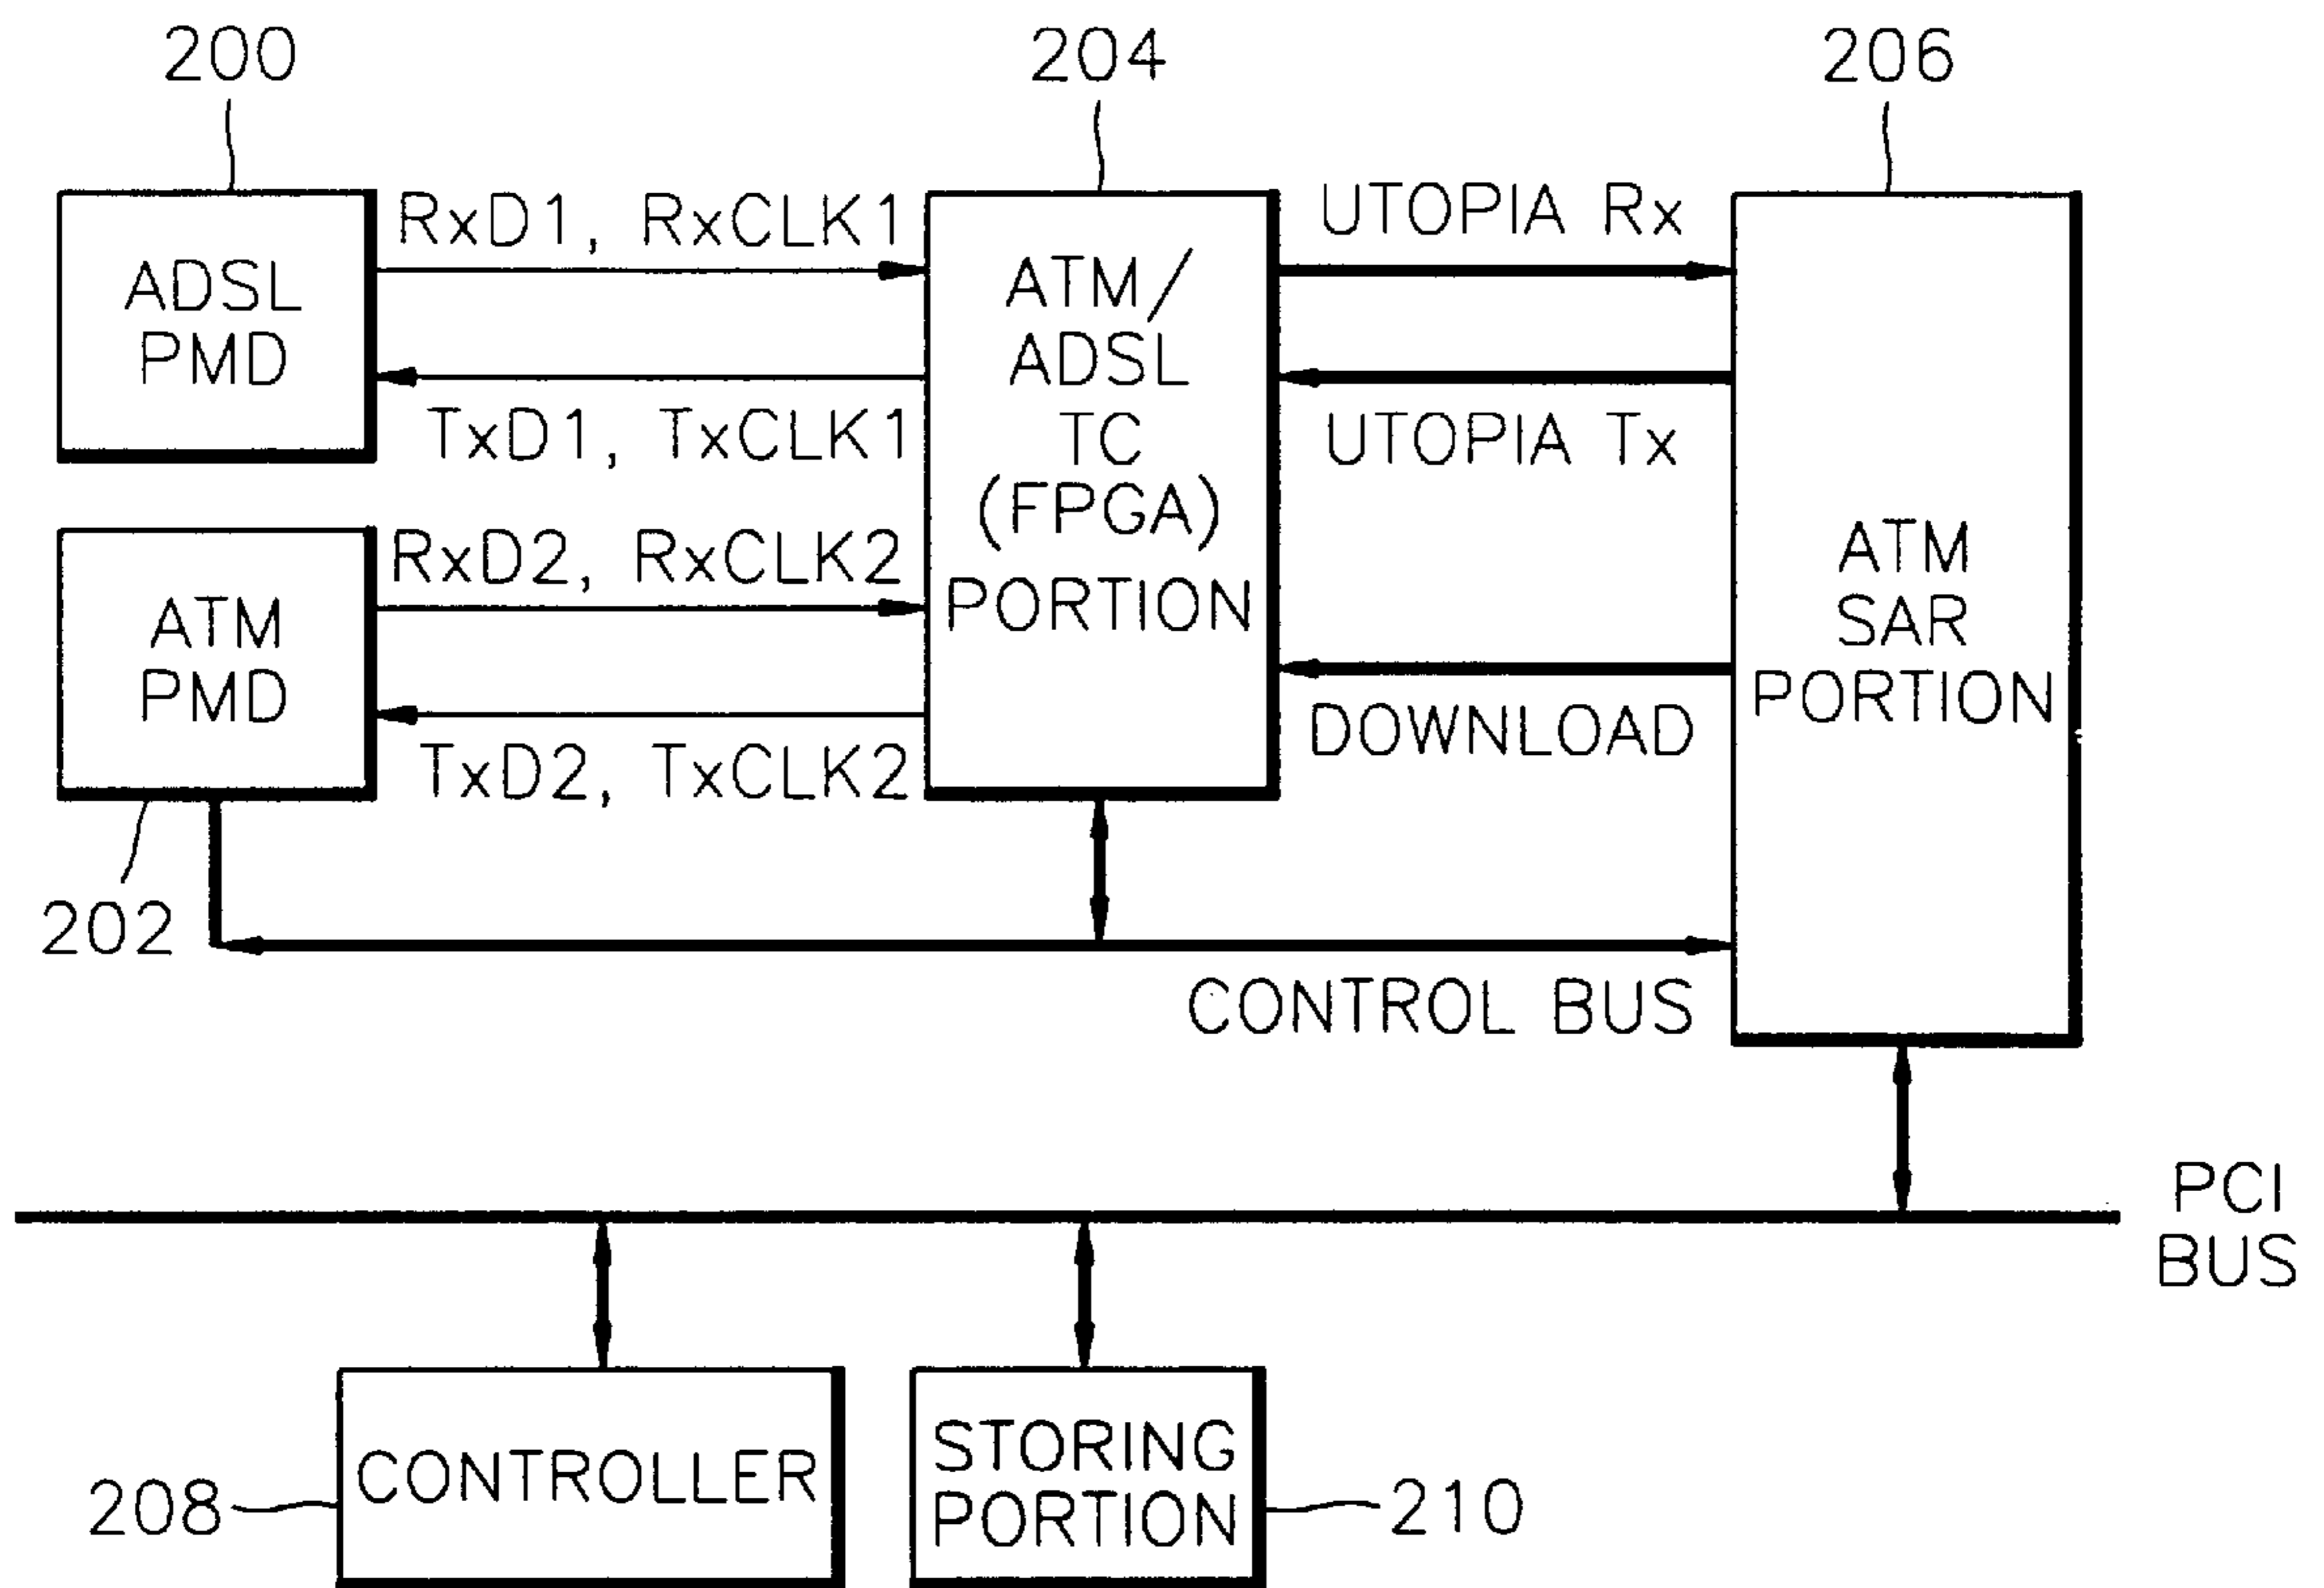 200
204
206
RxD1, RxCLK1
UTOPIA Rx
ADSL
PMD
ATM/
ADSL
TC
(FPGA)
PORTION
TxD1, TxCLK1
UTOPIA Tx
RxD2, RxCLK2
ATM
PMD
ATM
SAR
PORTION
TxD2, TxCLK2
DOWNLOAD
202
CONTROL BUS
PCI
BUS
CONTROLLER
STORING
PORTION
208
210